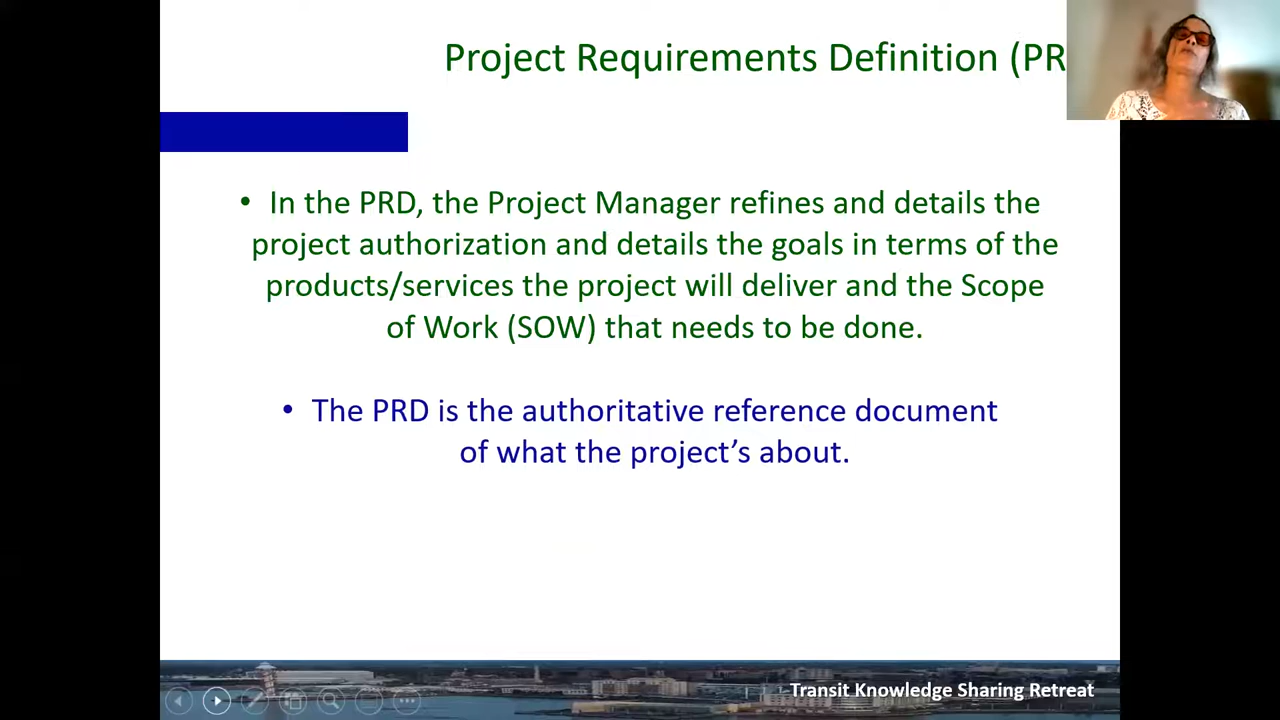 Project Requirements Definition (PR
• In the PRD, the Project Manager refines and details the
project authorization and details the goals in terms of the
products/services the project will deliver and the Scope
of Work (SOW) that needs to be done.
• The PRD is the authoritative reference document
of what the project’s about.
Transit Knowledge Sharing Retreat